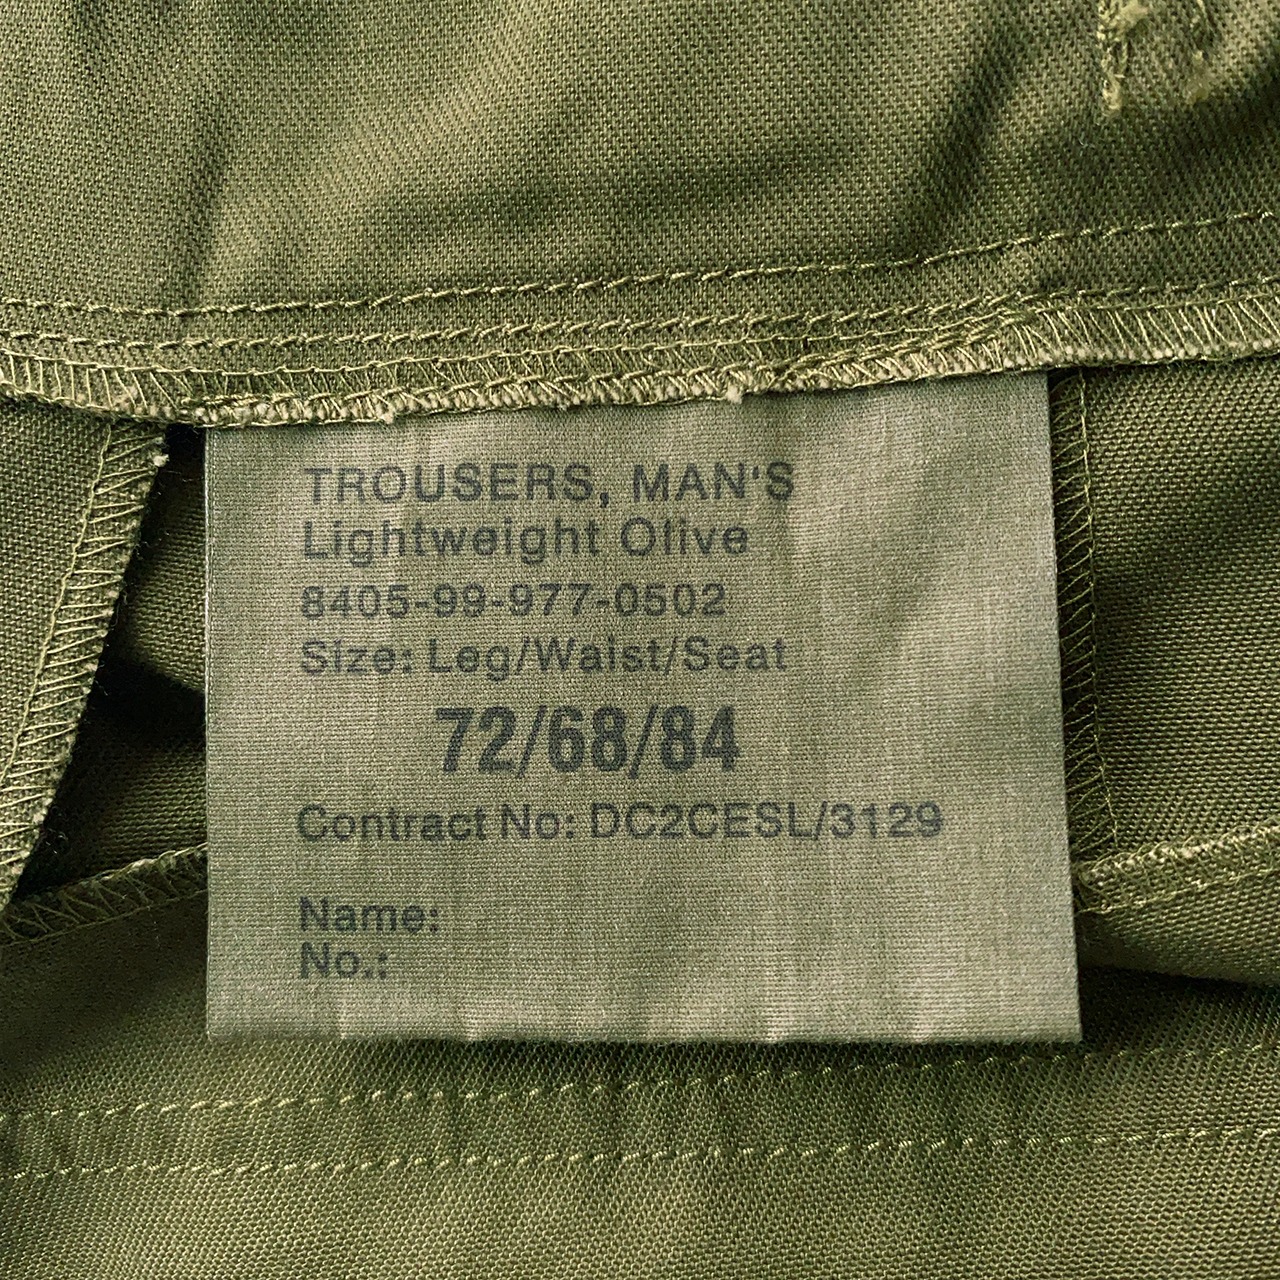 TROUSERS, MAN'S
Lightweight Olive
8405-99-977-0502
Size: Leg/Waist/Seat
72/68/84
Contract No: DC2CESL/3129
Name:
No.: